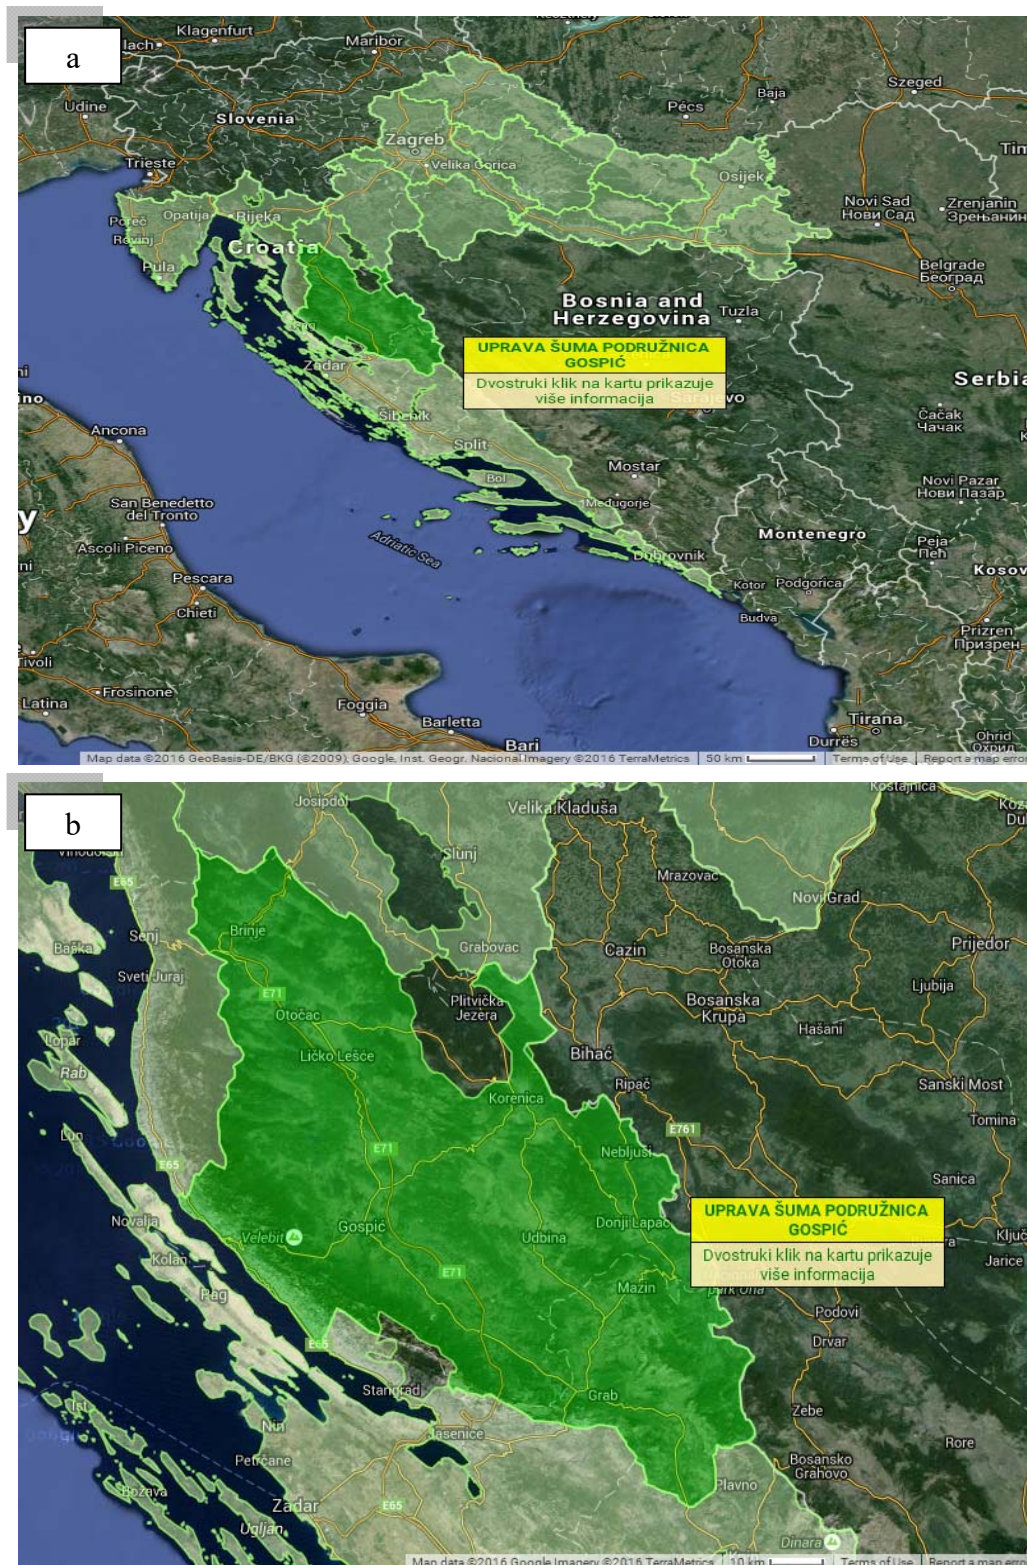 a
Klagenfurt
Maribor
Udine
Slovenia
Pécs
Baja
Szeged
Trieste
Zagreb
Velika Gorica
Osijek
Novi Sad
Нови Сад
Zrenjanin
Зрењанин
Poreč
Opatija
Rijeka
Rovinj
Croatia
Pula
Belgrade
Београд
Bosnia and
Herzegovina
Tuzla
UPRAVA ŠUMA PODRUŽNICA
GOSPIĆ
Dvostruki klik na kartu prikazuje
više informacija
Zadar
Sarajevo
Serbia
Šibenik
Čačak
Чачак
Ancona
Split
Mostar
Bol
Međugorje
Novi Pazar
Нови Пазар
San Benedetto
del Tronto
Ascoli Piceno
Adriatic Sea
Montenegro
Peja
Пећ
Dubrovnik
Kosov
Pescara
Chieti
Kotor
Podgorica
Budva
Prizren
Призрен
Tivoli
Frosinone
Latina
Foggia
Barletta
Bari
Tirana
Durrës
Ohrid
Охрид
Map data ©2016 GeoBasis-DE/BKG (©2009), Google, Inst. Geogr. Nacional Imagery ©2016 TerraMetrics
50 km
Terms of Use
Report a map error
b
Josipdol
Velika Kladuša
Kostajnica
Slunj
E65
Mrazovac
Novi Grad
Brinje
Senj
Grabovac
Cazin
Bosanska
Otoka
Prijedor
Baška
Sveti Juraj
E71
Plitvička
Jezera
Ljubija
Otočac
Bosanska
Krupa
Hašani
Lopar
Rab
Ličko Lešće
Bihać
Ripač
Sanski Most
Korenica
Tomina
Lun
E71
E761
Nebljusi
E65
Sanica
UPRAVA ŠUMA PODRUŽNICA
GOSPIĆ
Dvostruki klik na kartu prikazuje
više informacija
Novalja
Gospić
Donji Lapac
Velebit
Udbina
Ključ
Kolan
Jarice
E71
Mazin
park Una
Pag
Podovi
E65
Drvar
Starigrad
Grab
Ist
Zebe
Nin
Jasenice
Rore
Petrčane
Bosansko
Grahovo
Plavno
Božava
Zadar
E65
Ugljan
Dinara
Map data ©2016 Google Imagery ©2016 TerraMetrics
10 km
Terms of Use
Report a map error